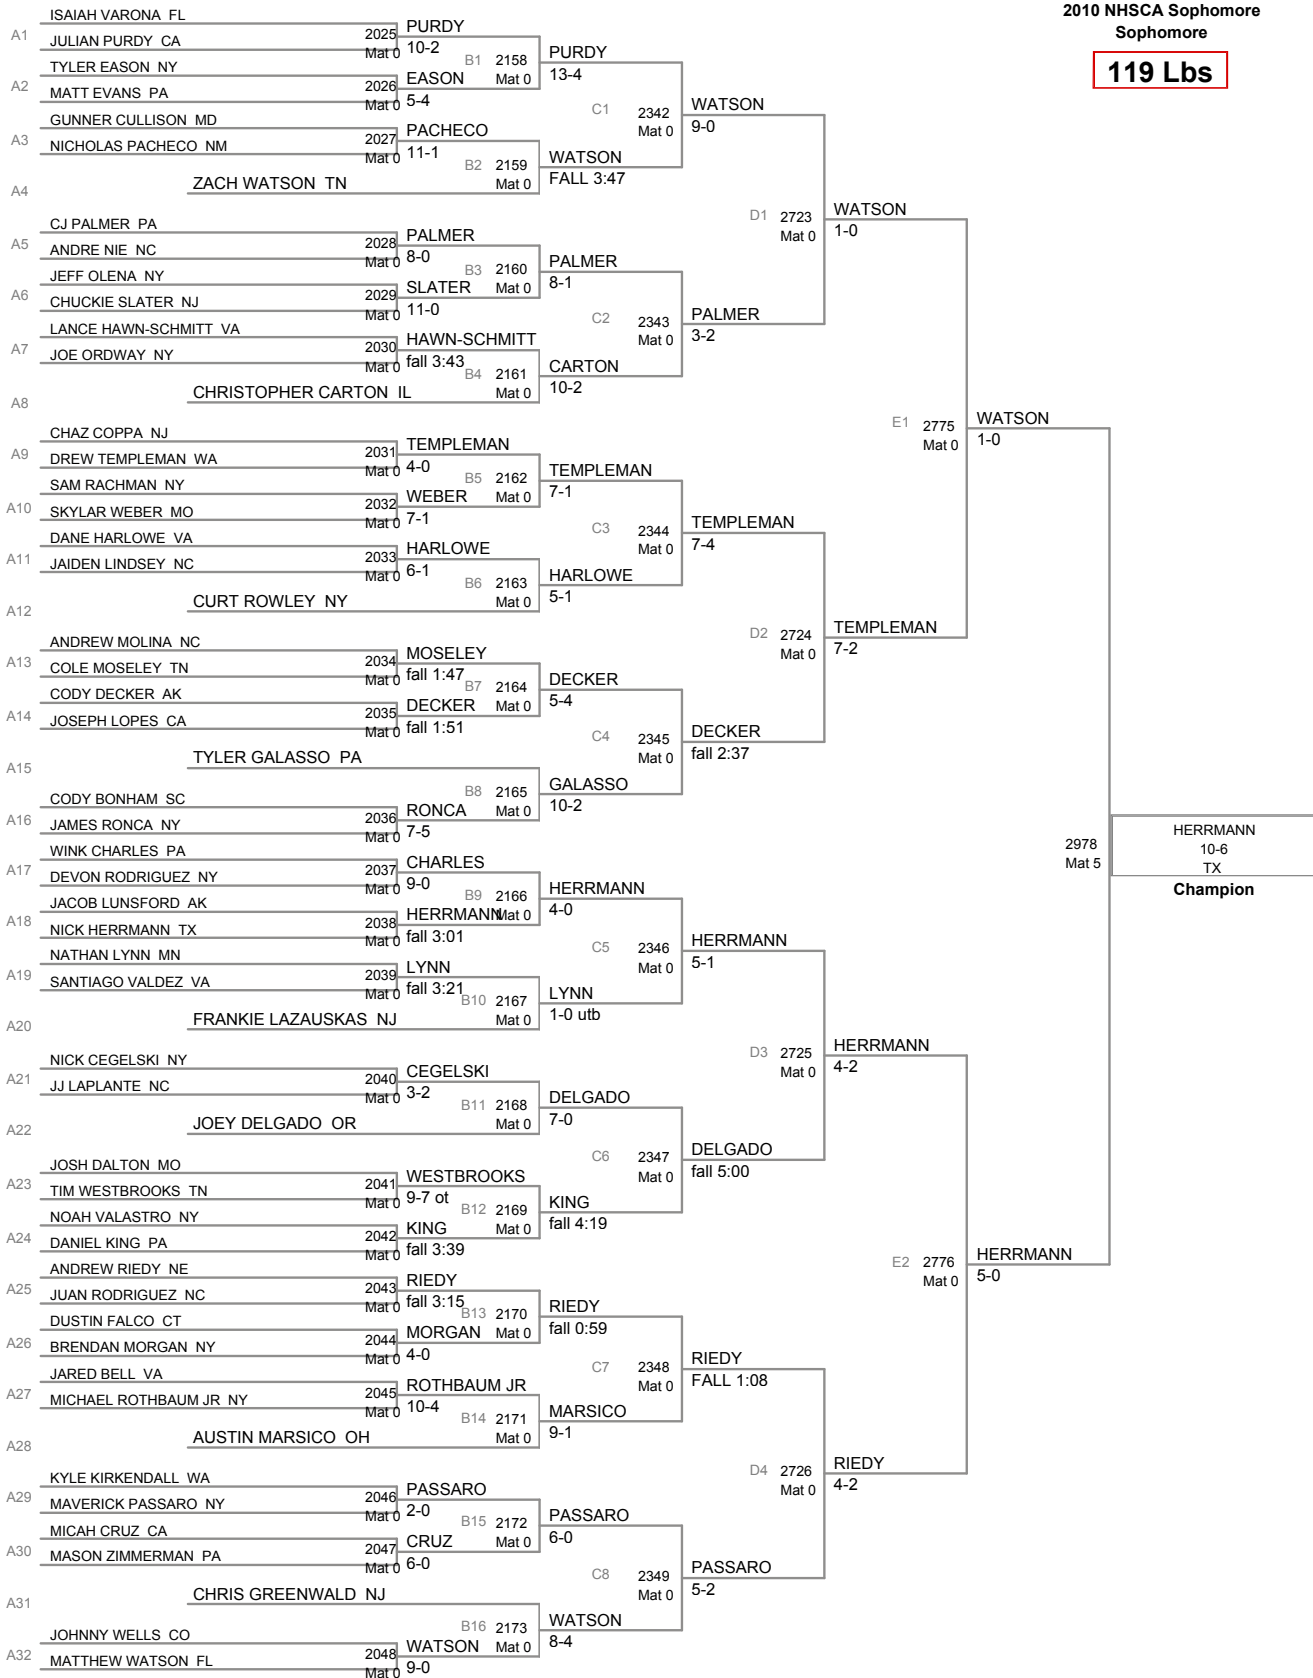 2010 NHSCA Sophomore
Sophomore
119 Lbs
ISAIAH VARONA FL
A1
JULIAN PURDY CA
2025
Mat 0
PURDY
10-2
TYLER EASON NY
A2
MATT EVANS PA
2026
Mat 0
EASON
5-4
B1 2158
Mat 0
PURDY
13-4
GUNNER CULLISON MD
A3
NICHOLAS PACHECO NM
2027
Mat 0
PACHECO
11-1
A4
ZACH WATSON TN
B2 2159
Mat 0
WATSON
FALL 3:47
C1 2342
Mat 0
WATSON
9-0
CJ PALMER PA
A5
ANDRE NIE NC
2028
Mat 0
PALMER
8-0
JEFF OLENA NY
A6
CHUCKIE SLATER NJ
2029
Mat 0
SLATER
11-0
B3 2160
Mat 0
PALMER
8-1
LANCE HAWN-SCHMITT VA
A7
JOE ORDWAY NY
2030
Mat 0
HAWN-SCHMITT
fall 3:43
A8
CHRISTOPHER CARTON IL
B4 2161
Mat 0
CARTON
10-2
C2 2343
Mat 0
PALMER
3-2
D1 2723
Mat 0
WATSON
1-0
CHAZ COPPA NJ
A9
DREW TEMPLEMAN WA
2031
Mat 0
TEMPLEMAN
4-0
SAM RACHMAN NY
A10
SKYLAR WEBER MO
2032
Mat 0
WEBER
7-1
B5 2162
Mat 0
TEMPLEMAN
7-1
DANE HARLOWE VA
A11
JAIDEN LINDSEY NC
2033
Mat 0
HARLOWE
6-1
A12
CURT ROWLEY NY
B6 2163
Mat 0
HARLOWE
5-1
C3 2344
Mat 0
TEMPLEMAN
7-4
ANDREW MOLINA NC
A13
COLE MOSELEY TN
2034
Mat 0
MOSELEY
fall 1:47
CODY DECKER AK
A14
JOSEPH LOPES CA
2035
Mat 0
DECKER
fall 1:51
B7 2164
Mat 0
DECKER
5-4
A15
TYLER GALASSO PA
CODY BONHAM SC
A16
JAMES RONCA NY
2036
Mat 0
RONCA
7-5
B8 2165
Mat 0
GALASSO
10-2
C4 2345
Mat 0
DECKER
fall 2:37
D2 2724
Mat 0
TEMPLEMAN
7-2
E1 2775
Mat 0
WATSON
1-0
WINK CHARLES PA
A17
DEVON RODRIGUEZ NY
2037
Mat 0
CHARLES
9-0
JACOB LUNSFORD AK
A18
NICK HERRMANN TX
2038
Mat 0
HERRMANN
fall 3:01
B9 2166
Mat 0
HERRMANN
4-0
NATHAN LYNN MN
A19
SANTIAGO VALDEZ VA
2039
Mat 0
LYNN
fall 3:21
A20
FRANKIE LAZAUSKAS NJ
B10 2167
Mat 0
LYNN
1-0 utb
C5 2346
Mat 0
HERRMANN
5-1
NICK CEGELSKI NY
A21
JJ LAPLANTE NC
2040
Mat 0
CEGELSKI
3-2
A22
JOEY DELGADO OR
B11 2168
Mat 0
DELGADO
7-0
JOSH DALTON MO
A23
TIM WESTBROOKS TN
2041
Mat 0
WESTBROOKS
9-7 ot
NOAH VALASTRO NY
A24
DANIEL KING PA
2042
Mat 0
KING
fall 3:39
B12 2169
Mat 0
KING
fall 4:19
C6 2347
Mat 0
DELGADO
fall 5:00
D3 2725
Mat 0
HERRMANN
4-2
ANDREW RIEDY NE
A25
JUAN RODRIGUEZ NC
2043
Mat 0
RIEDY
fall 3:15
DUSTIN FALCO CT
A26
BRENDAN MORGAN NY
2044
Mat 0
MORGAN
4-0
B13 2170
Mat 0
RIEDY
fall 0:59
JARED BELL VA
A27
MICHAEL ROTHBAUM JR NY
2045
Mat 0
ROTHBAUM JR
10-4
A28
AUSTIN MARSICO OH
B14 2171
Mat 0
MARSICO
9-1
C7 2348
Mat 0
RIEDY
FALL 1:08
KYLE KIRKENDALL WA
A29
MAVERICK PASSARO NY
2046
Mat 0
PASSARO
2-0
MICAH CRUZ CA
A30
MASON ZIMMERMAN PA
2047
Mat 0
CRUZ
6-0
B15 2172
Mat 0
PASSARO
6-0
A31
CHRIS GREENWALD NJ
JOHNNY WELLS CO
A32
MATTHEW WATSON FL
2048
Mat 0
WATSON
9-0
B16 2173
Mat 0
WATSON
8-4
C8 2349
Mat 0
PASSARO
5-2
D4 2726
Mat 0
RIEDY
4-2
E2 2776
Mat 0
HERRMANN
5-0
2978
Mat 5
HERRMANN
10-6
TX
Champion